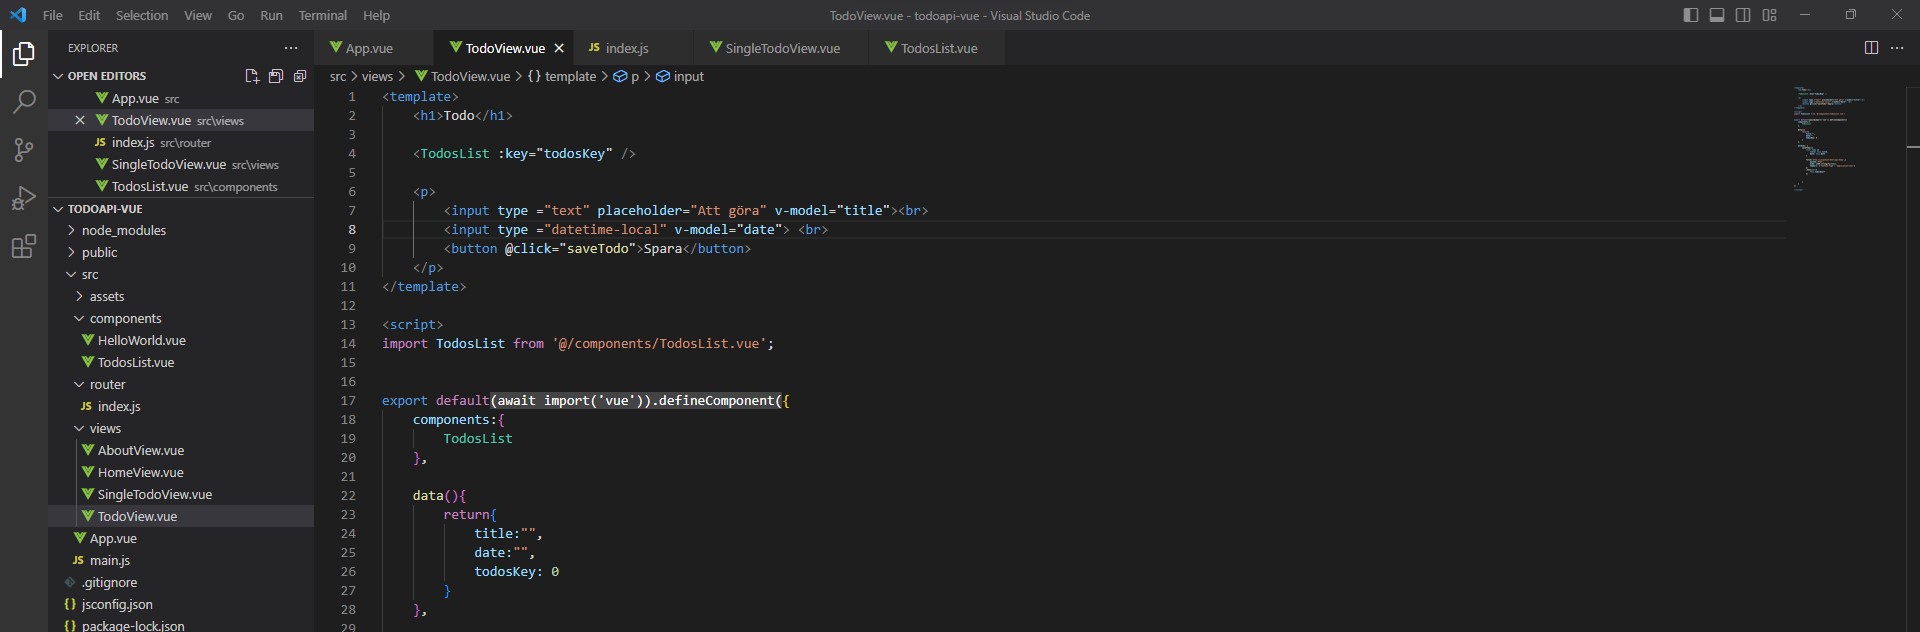 File Edit Selection View Go Run Terminal Help
TodoView.vue - todoapi-vue - Visual Studio Code
EXPLORER
OPEN EDITORS
App.vue src
TodoView.vue src\views
index.js src\router
SingleTodoView.vue src\views
TodosList.vue src\components
TODOAPI-VUE
node_modules
public
src
assets
components
HelloWorld.vue
TodosList.vue
router
JS index.js
views
AboutView.vue
HomeView.vue
SingleTodoView.vue
TodoView.vue
App.vue
JS main.js
.gitignore
{} jsconfig.json
{} package-lock.json
App.vue TodoView.vue JS index.js SingleTodoView.vue TodosList.vue
src > views > TodoView.vue > {} template > p > input
1 <template>
2 <h1>Todo</h1>
3
4 <TodosList :key="todosKey" />
5
6 <p>
7 <input type ="text" placeholder="Att göra" v-model="title"><br>
8 <input type ="datetime-local" v-model="date"> <br>
9 <button @click="saveTodo">Spara</button>
10 </p>
11 </template>
12
13 <script>
14 import TodosList from '@/components/TodosList.vue';
15
16
17 export default(await import('vue')).defineComponent({
18 components:{
19 TodosList
20 },
21
22 data(){
23 return{
24 title:"",
25 date:"",
26 todosKey: 0
27 }
28 },
29